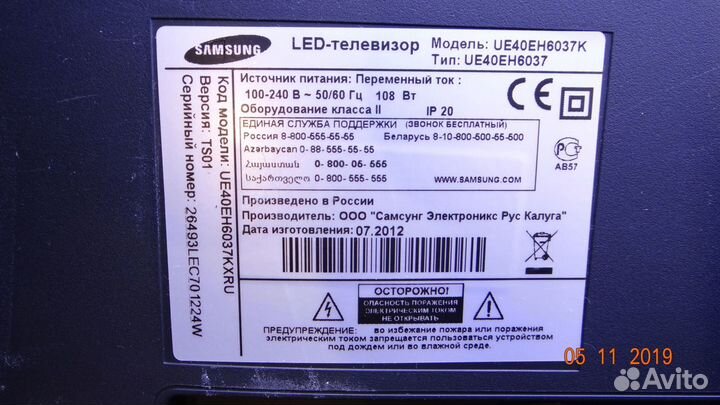 SAMSUNG
LED-телевизор
Модель: UE40EH6037K
Тип: UE40EH6037
Код модели: UE40EH6037KXRU
Версия: TS01
Серийный номер: 26493LEC701224W
Источник питания: Переменный ток :
100-240 В ~ 50/60 Гц 108 Вт
Оборудование класса II IP 20
ЕДИНАЯ СЛУЖБА ПОДДЕРЖКИ (ЗВОНОК БЕСПЛАТНЫЙ)
Россия 8-800-555-55-55 Беларусь 8-10-800-500-55-500
Azərbaycan 0-88-555-55-55
Հայաստան 0-800-05-555
საქართველო 0-800-555-555
WWW.SAMSUNG.COM
CE
АВ57
Произведено в России
Производитель: ООО "Самсунг Электроникс Рус Калуга"
Дата изготовления: 07.2012
ОСТОРОЖНО!
ОПАСНОСТЬ ПОРАЖЕНИЯ
ЭЛЕКТРИЧЕСКИМ ТОКОМ
НЕ ОТКРЫВАТЬ
ПРЕДУПРЕЖДЕНИЕ: во избежание пожара или поражения
электрическим током запрещается пользоваться устройством
под дождем или во влажной среде.
05 11 2019
Avito